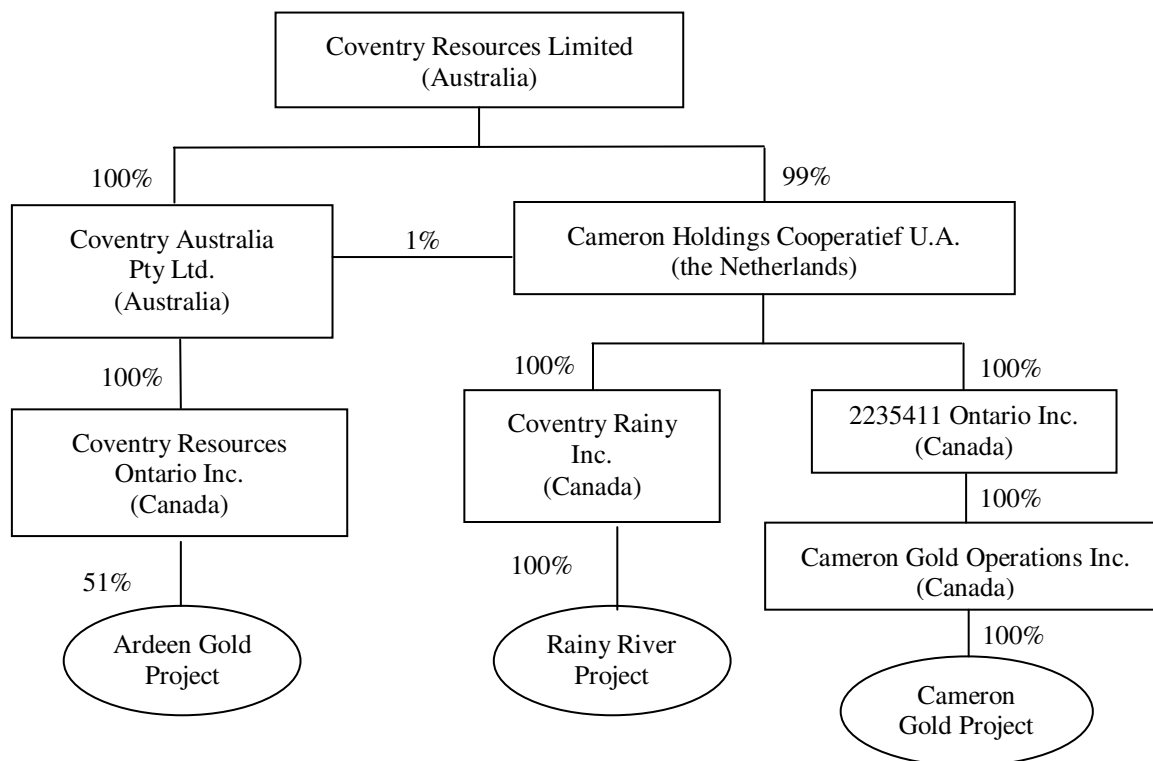 Coventry Resources Limited
(Australia)
100%
99%
Coventry Australia
Pty Ltd.
(Australia)
1%
Cameron Holdings Cooperatief U.A.
(the Netherlands)
100%
100%
100%
Coventry Resources
Ontario Inc.
(Canada)
Coventry Rainy
Inc.
(Canada)
2235411 Ontario Inc.
(Canada)
100%
Cameron Gold Operations Inc.
(Canada)
51%
100%
100%
Ardeen Gold
Project
Rainy River
Project
Cameron
Gold Project